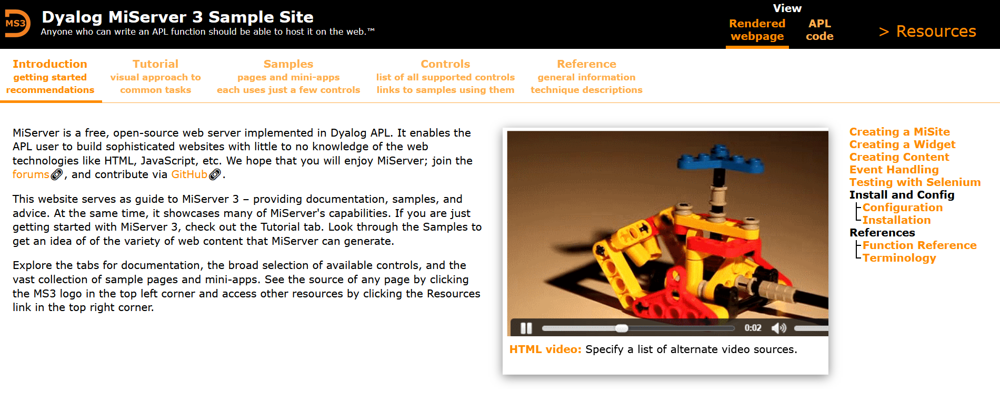 MS3
Dyalog MiServer 3 Sample Site
Anyone who can write an APL function should be able to host it on the web.™
View
Rendered
webpage
APL
code
> Resources
Introduction
getting started
recommendations
Tutorial
visual approach to
common tasks
Samples
pages and mini-apps
each uses just a few controls
Controls
list of all supported controls
links to samples using them
Reference
general information
technique descriptions
MiServer is a free, open-source web server implemented in Dyalog APL. It enables the
APL user to build sophisticated websites with little to no knowledge of the web
technologies like HTML, JavaScript, etc. We hope that you will enjoy MiServer; join the
forums, and contribute via GitHub.
This website serves as guide to MiServer 3 – providing documentation, samples, and
advice. At the same time, it showcases many of MiServer's capabilities. If you are just
getting started with MiServer 3, check out the Tutorial tab. Look through the Samples to
get an idea of of the variety of web content that MiServer can generate.
Explore the tabs for documentation, the broad selection of available controls, and the
vast collection of sample pages and mini-apps. See the source of any page by clicking
the MS3 logo in the top left corner and access other resources by clicking the Resources
link in the top right corner.
0:02
HTML video: Specify a list of alternate video sources.
Creating a MiSite
Creating a Widget
Creating Content
Event Handling
Testing with Selenium
Install and Config
Configuration
Installation
References
Function Reference
Terminology